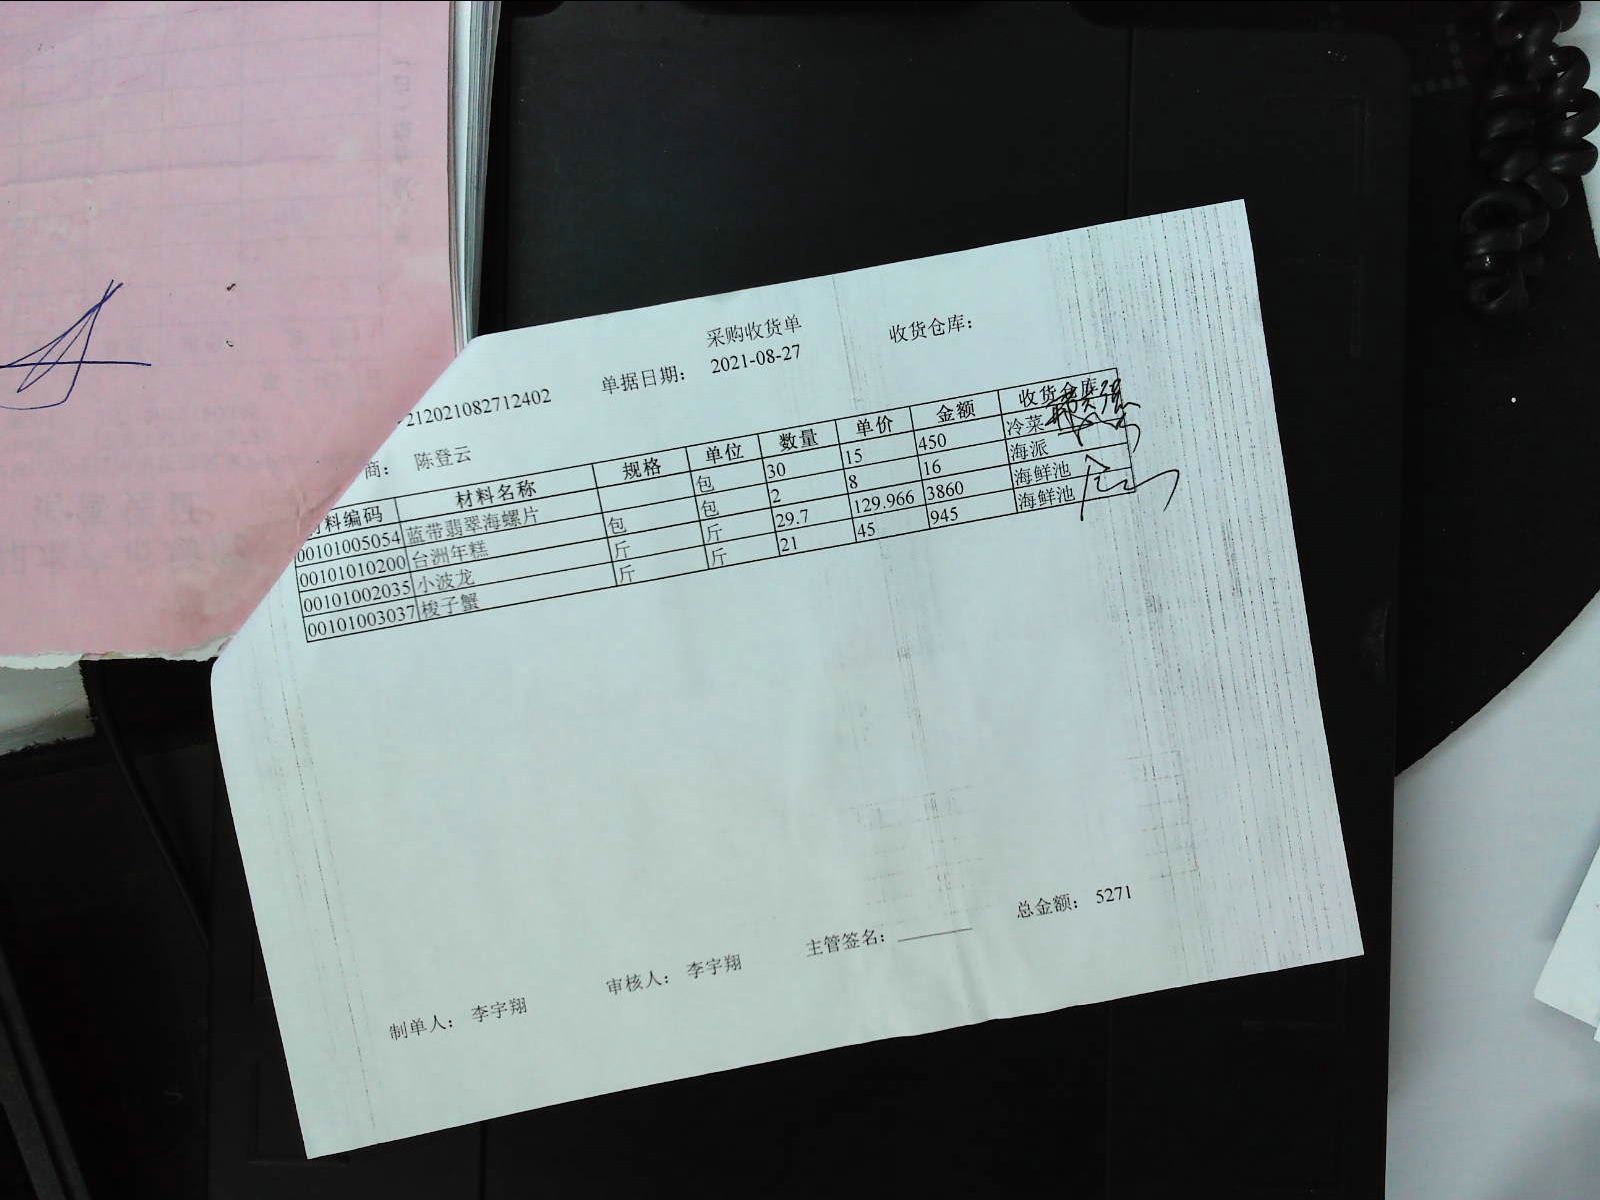 采购收货单
212021082712402 单据日期： 2021-08-27 收货仓库：
商： 陈登云
材料编码 材料名称 规格 单位 数量 单价 金额 收货仓库
00101005054 蓝带翡翠海螺片 包 30 15 450 冷菜
00101010200 台洲年糕 包 包 2 8 16 海派
00101002035 小波龙 斤 斤 29.7 129.966 3860 海鲜池
00101003037 梭子蟹 斤 斤 21 45 945 海鲜池
总金额： 5271
制单人： 李宇翔 审核人： 李宇翔 主管签名：